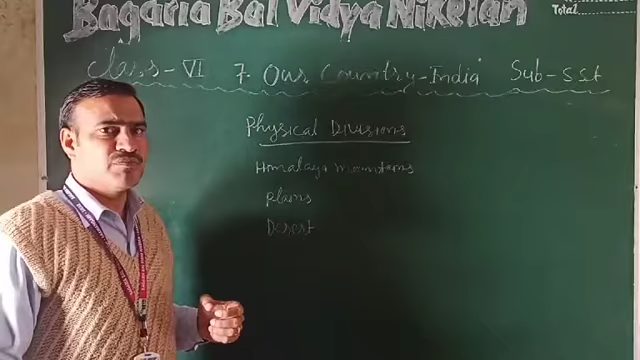 Bagaria Bal Vidya Niketan
Total
Class - VI 7. Our Country - India Sub - S.St
Physical Divisions
Himalaya mountains
Plains
Desert